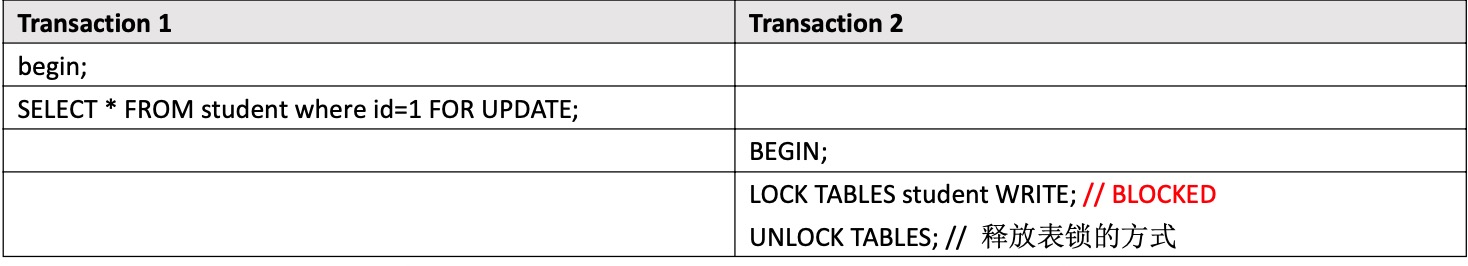 Transaction 1
Transaction 2
begin;
SELECT * FROM student where id=1 FOR UPDATE;
BEGIN;
LOCK TABLES student WRITE; // BLOCKED
UNLOCK TABLES; // 释放表锁的方式